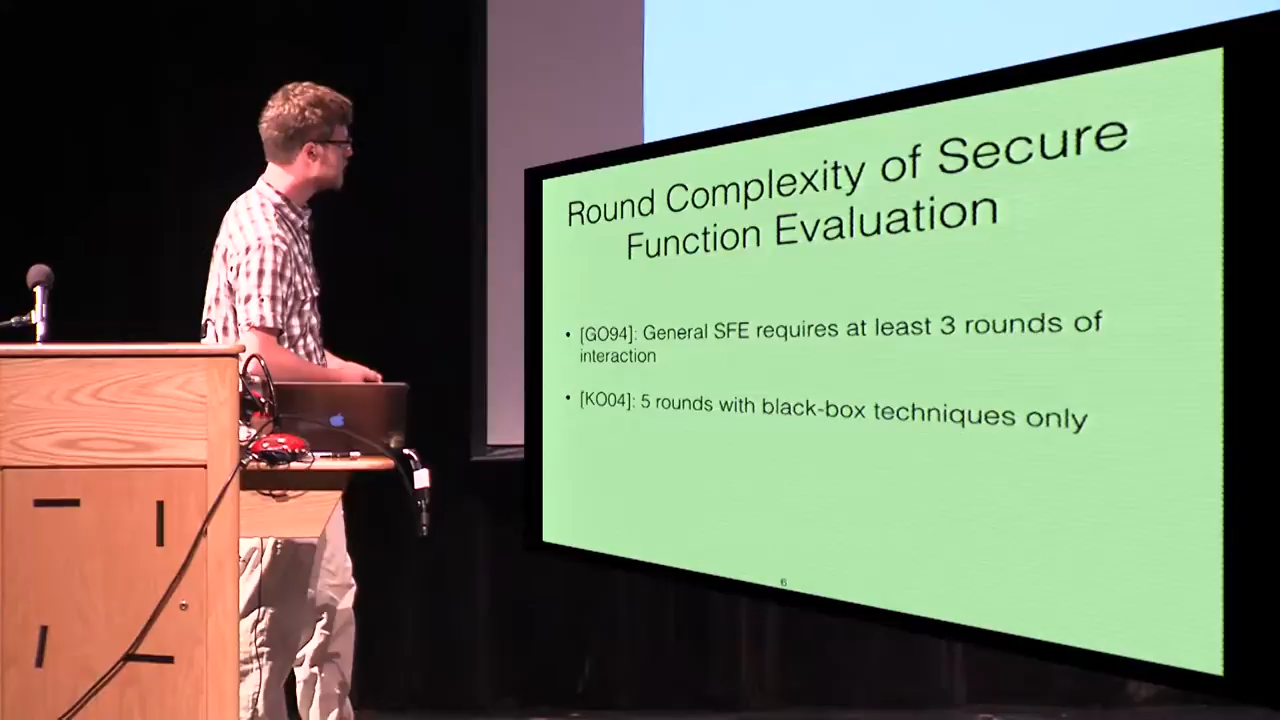 Round Complexity of Secure
Function Evaluation
• [GO94]: General SFE requires at least 3 rounds of
interaction
• [KO04]: 5 rounds with black-box techniques only
6